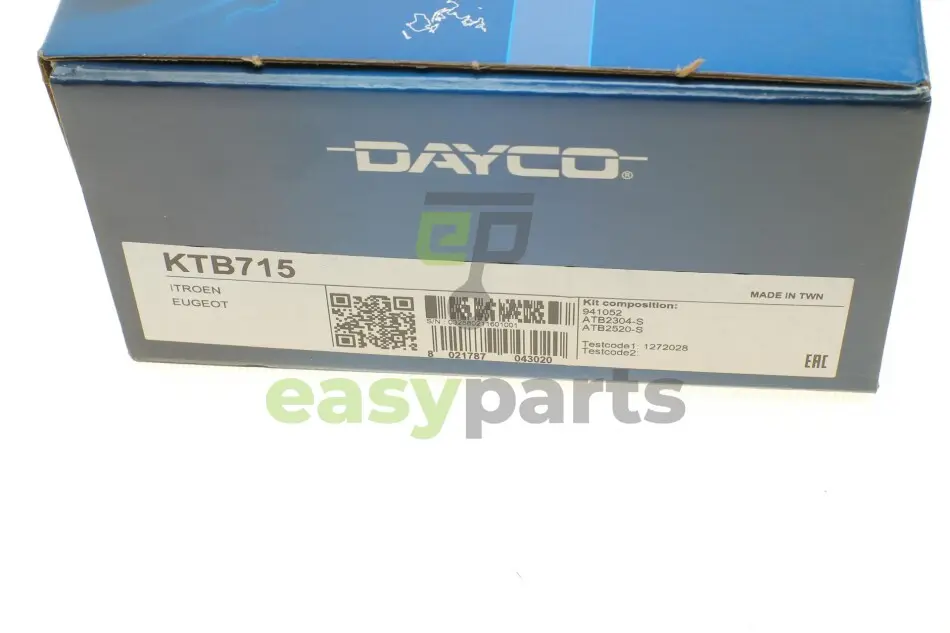 DAYCO®
ep
KTB715
MADE IN TWN
ITROEN
EUGEOT
Kit composition:
941052
ATB2304-S
ATB2520-S
Testcode1: 1272028
Testcode2:
8 021787 043020
EAC
easyparts